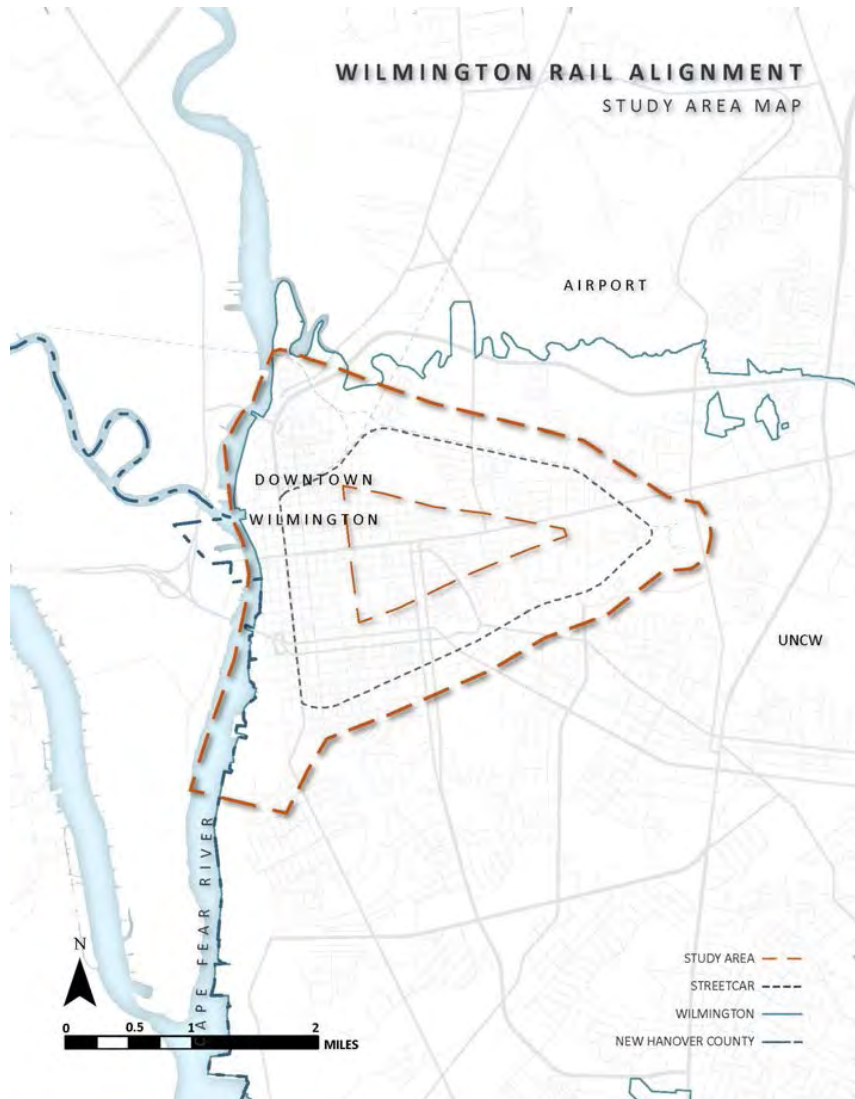 WILMINGTON RAIL ALIGNMENT
STUDY AREA MAP
AIRPORT
DOWNTOWN
WILMINGTON
UNCW
CAPE FEAR RIVER
N
0 0.5 1 2
MILES
STUDY AREA
STREETCAR
WILMINGTON
NEW HANOVER COUNTY